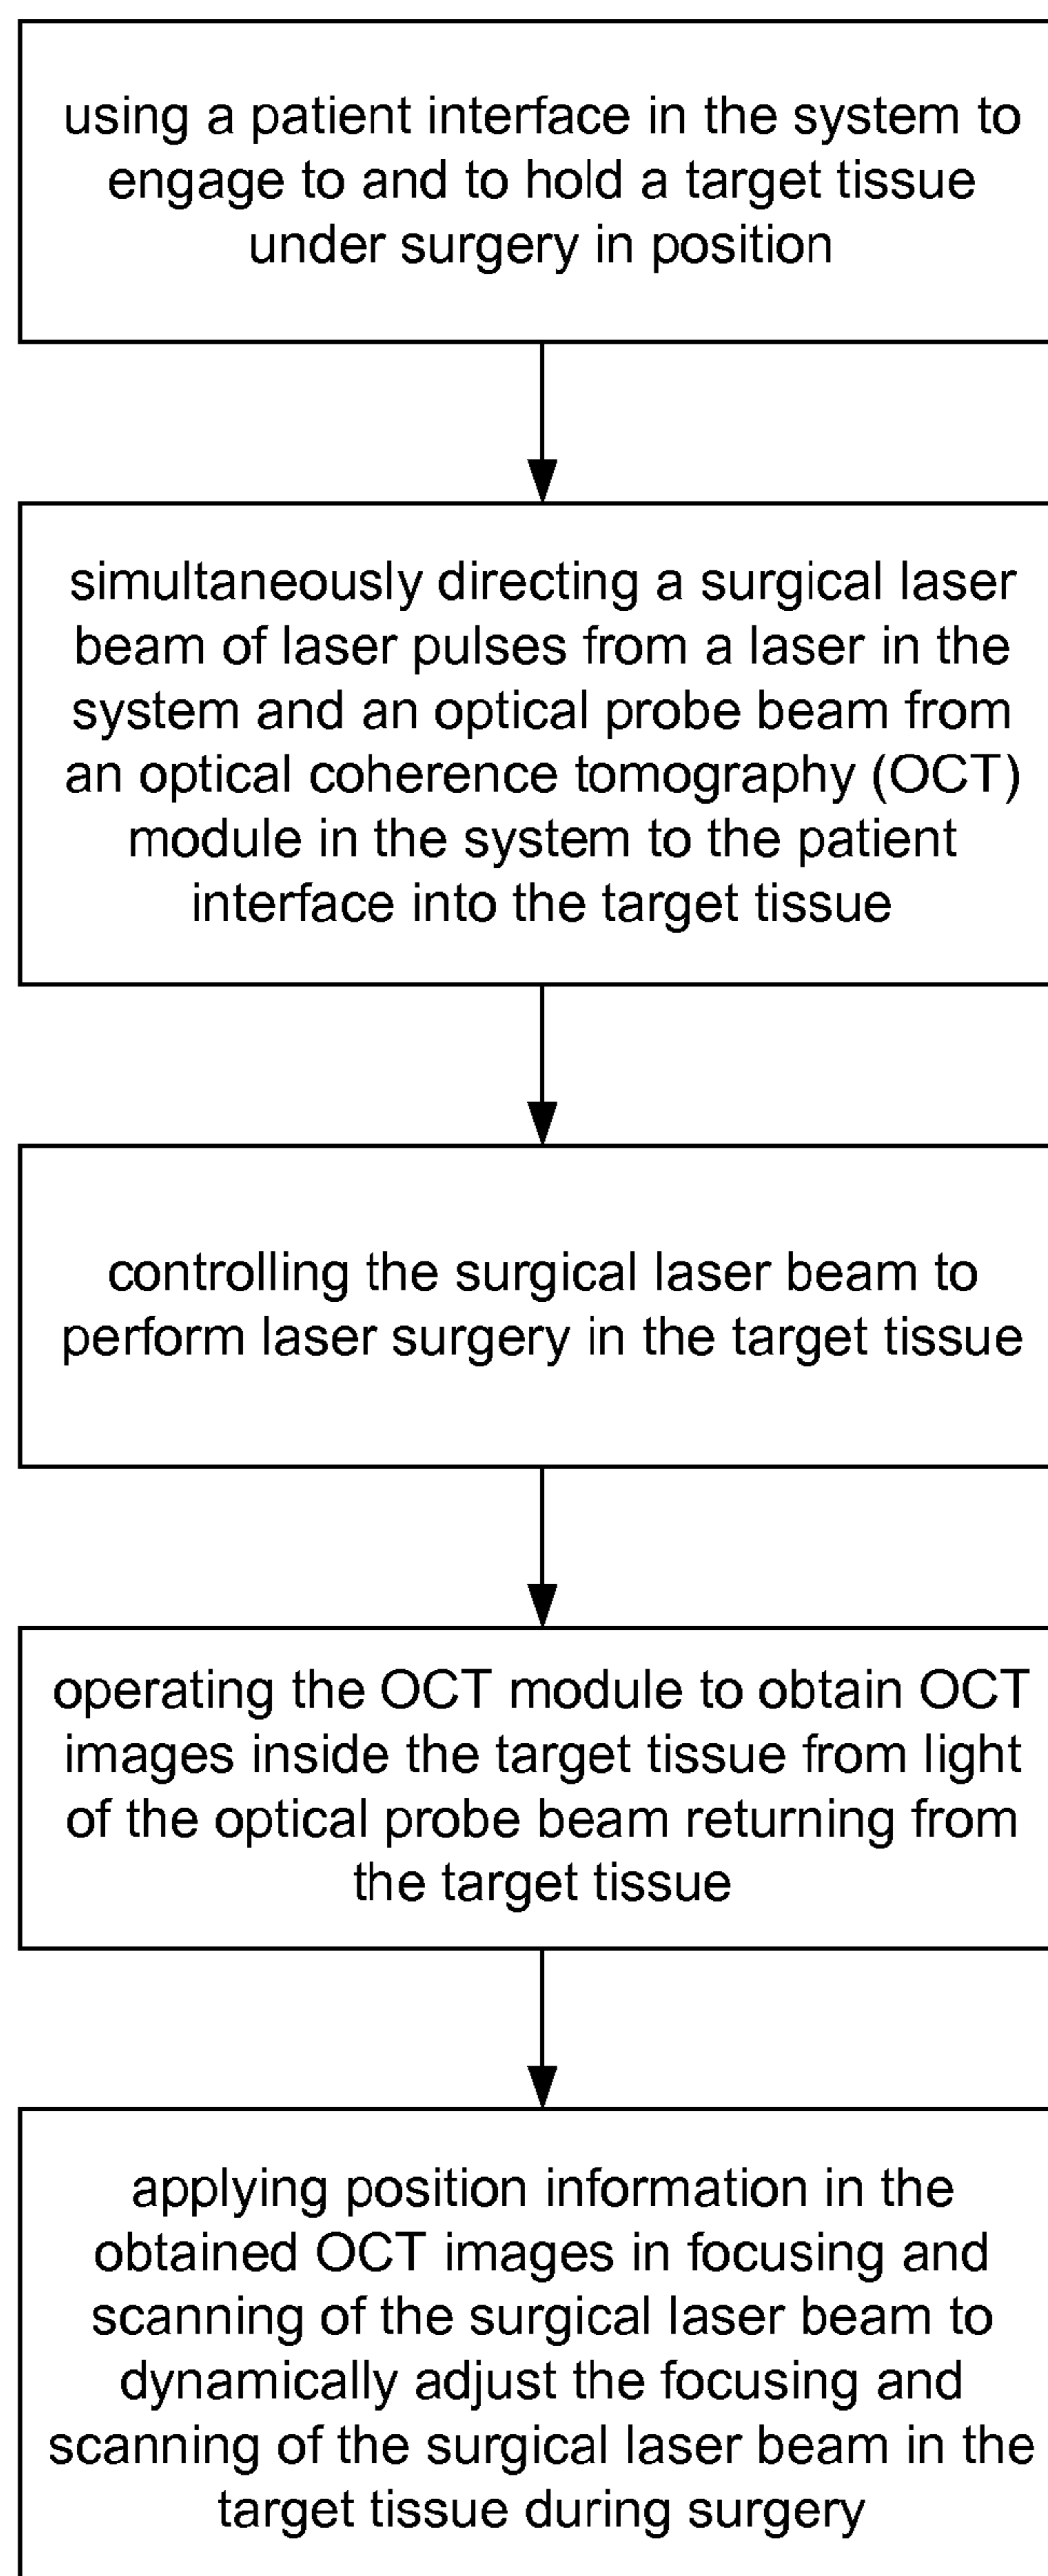 using a patient interface in the system to
engage to and to hold a target tissue
under surgery in position
simultaneously directing a surgical laser
beam of laser pulses from a laser in the
system and an optical probe beam from
an optical coherence tomography (OCT)
module in the system to the patient
interface into the target tissue
controlling the surgical laser beam to
perform laser surgery in the target tissue
operating the OCT module to obtain OCT
images inside the target tissue from light
of the optical probe beam returning from
the target tissue
applying position information in the
obtained OCT images in focusing and
scanning of the surgical laser beam to
dynamically adjust the focusing and
scanning of the surgical laser beam in the
target tissue during surgery